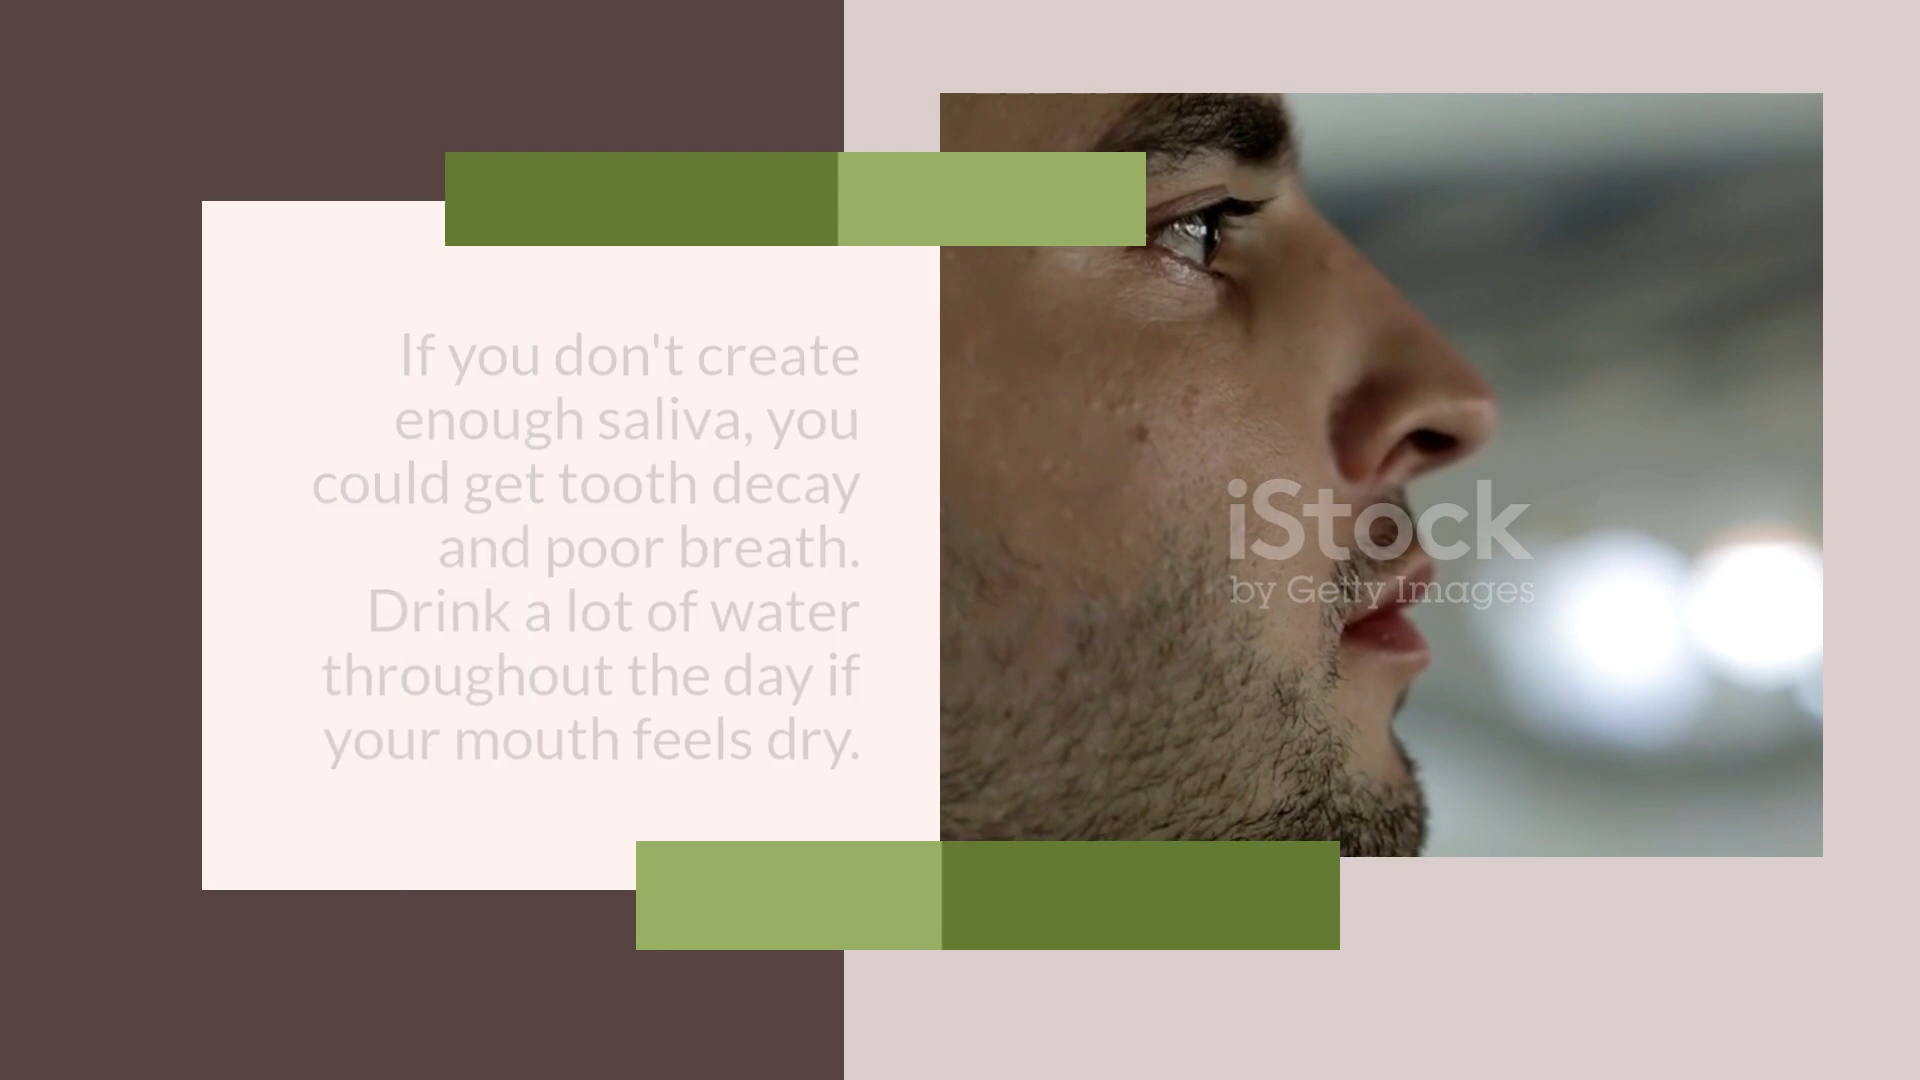 If you don't create
enough saliva, you
could get tooth decay
and poor breath.
Drink a lot of water
throughout the day if
your mouth feels dry.
iStock
by Getty Images